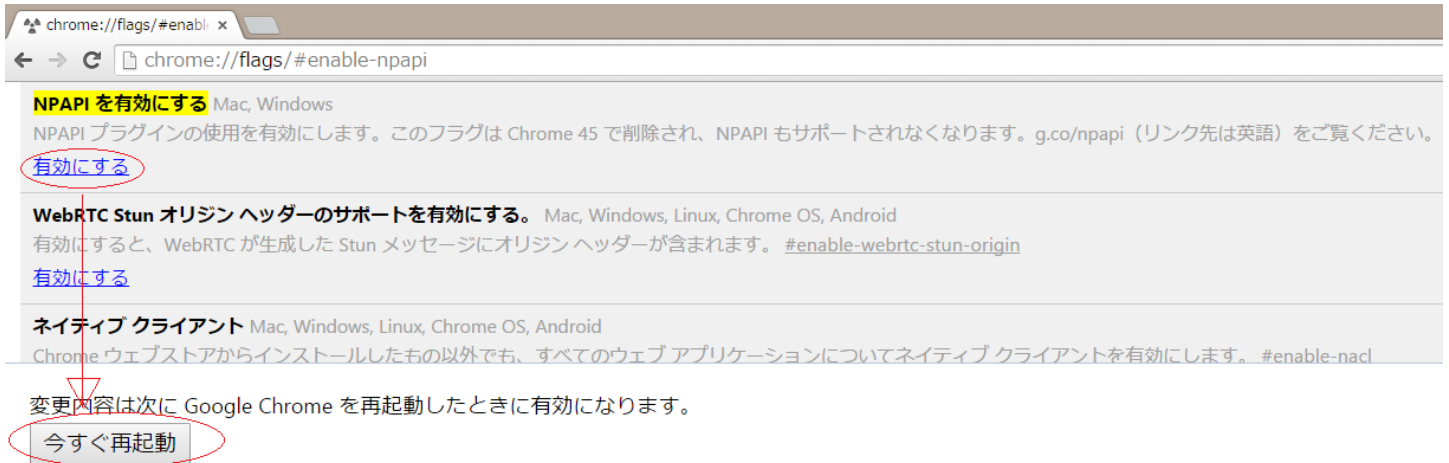 chrome://flags/#enabl
chrome://flags/#enable-npapi
NPAPI を有効にする Mac, Windows
NPAPI プラグインの使用を有効にします。このフラグは Chrome 45 で削除され、NPAPI もサポートされなくなります。g.co/npapi（リンク先は英語）をご覧ください。
有効にする
WebRTC Stun オリジン ヘッダーのサポートを有効にする。 Mac, Windows, Linux, Chrome OS, Android
有効にすると、WebRTC が生成した Stun メッセージにオリジン ヘッダーが含まれます。 #enable-webrtc-stun-origin
有効にする
ネイティブ クライアント Mac, Windows, Linux, Chrome OS, Android
Chrome ウェブストアからインストールしたもの以外でも、すべてのウェブ アプリケーションについてネイティブ クライアントを有効にします。 #enable-nacl
変更内容は次に Google Chrome を再起動したときに有効になります。
今すぐ再起動